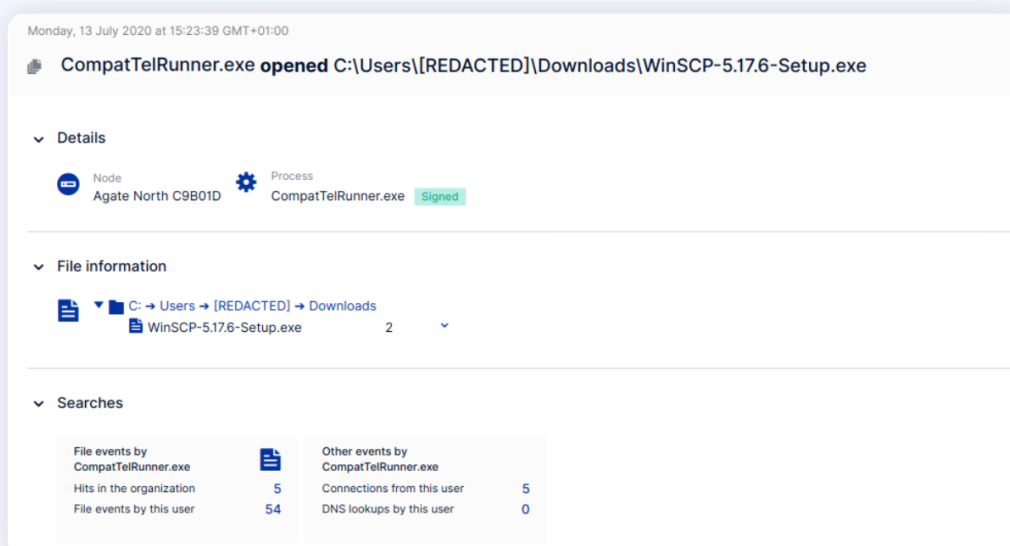 Monday, 13 July 2020 at 15:23:39 GMT+01:00
CompatTelRunner.exe opened C:\Users\[REDACTED]\Downloads\WinSCP-5.17.6-Setup.exe
Details
Node
Agate North C9B01D
Process
CompatTelRunner.exe Signed
File information
C: → Users → [REDACTED] → Downloads
WinSCP-5.17.6-Setup.exe 2
Searches
File events by
CompatTelRunner.exe
Hits in the organization 5
File events by this user 54
Other events by
CompatTelRunner.exe
Connections from this user 5
DNS lookups by this user 0